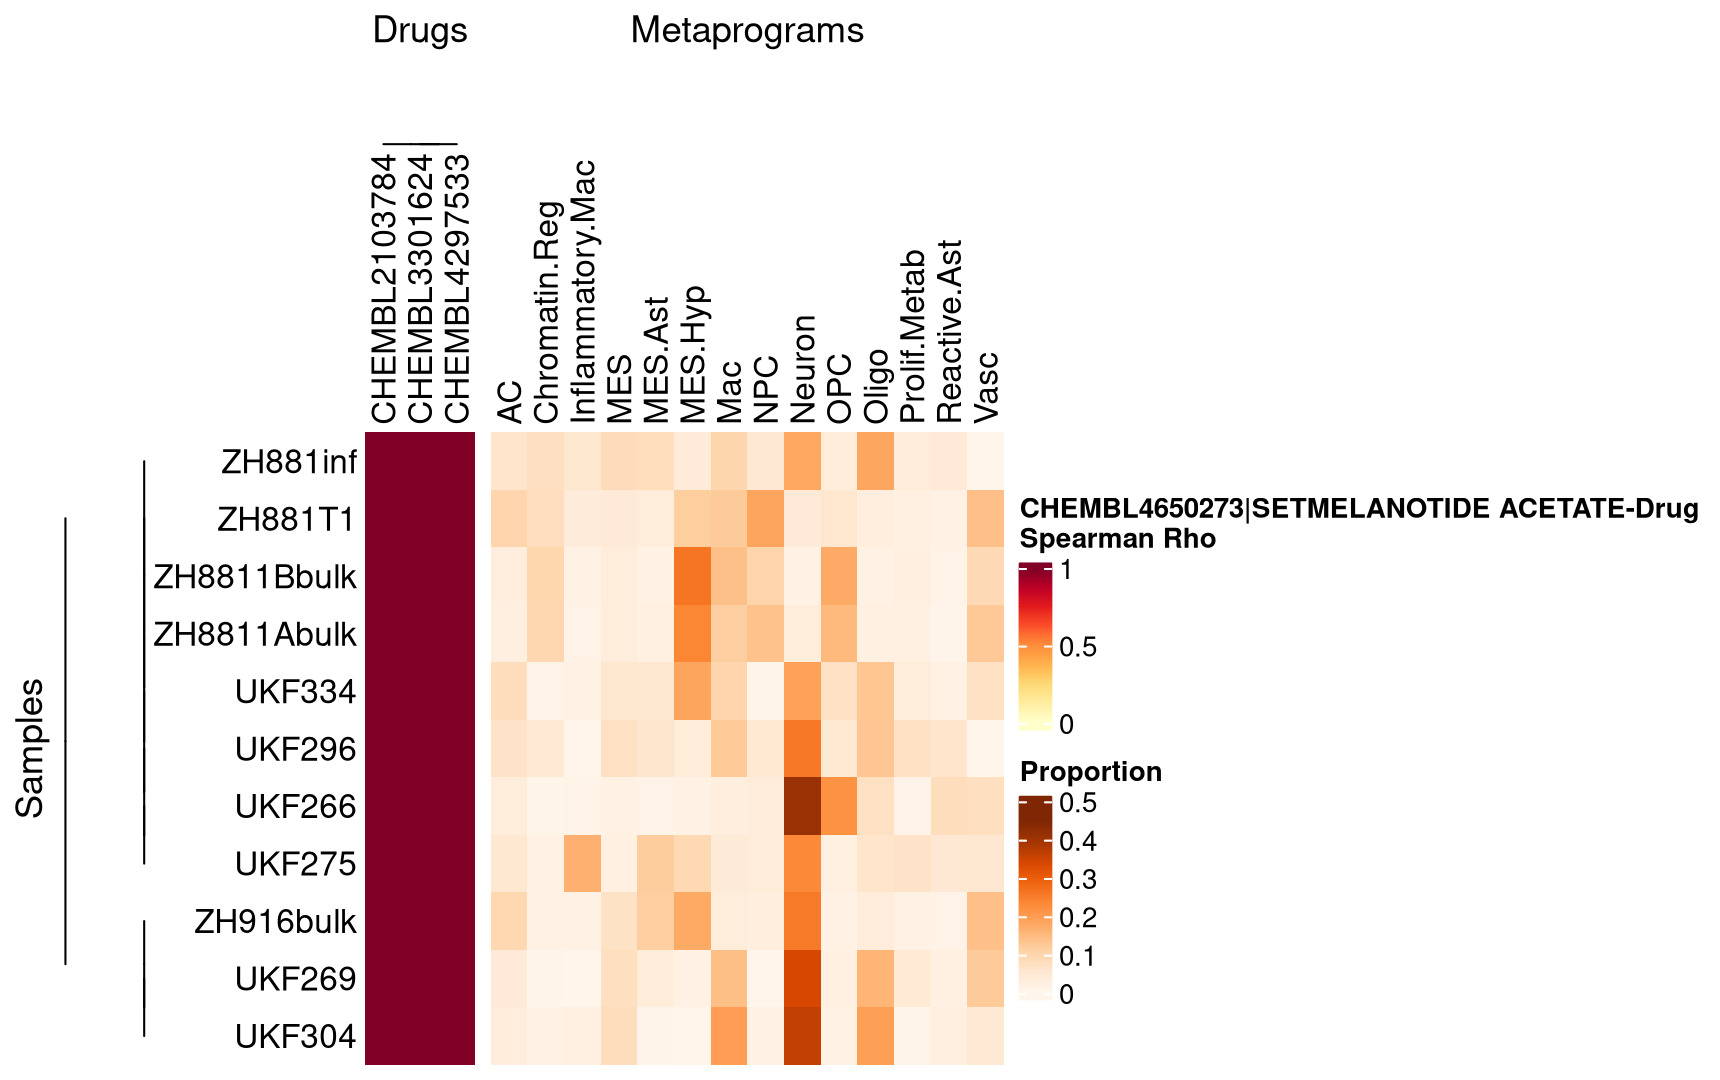 Drugs
Metaprograms
CHEMBL2103784
CHEMBL3301624
CHEMBL4297533
AC
Chromatin.Reg
Inflammatory.Mac
MES
MES.Ast
MES.Hyp
Mac
NPC
Neuron
OPC
Oligo
Prolif.Metab
Reactive.Ast
Vasc
Samples
ZH881inf
ZH881T1
ZH8811Bbulk
ZH8811Abulk
UKF334
UKF296
UKF266
UKF275
ZH916bulk
UKF269
UKF304
CHEMBL4650273|SETMELANOTIDE ACETATE-Drug
Spearman Rho
1
0.5
0
Proportion
0.5
0.4
0.3
0.2
0.1
0